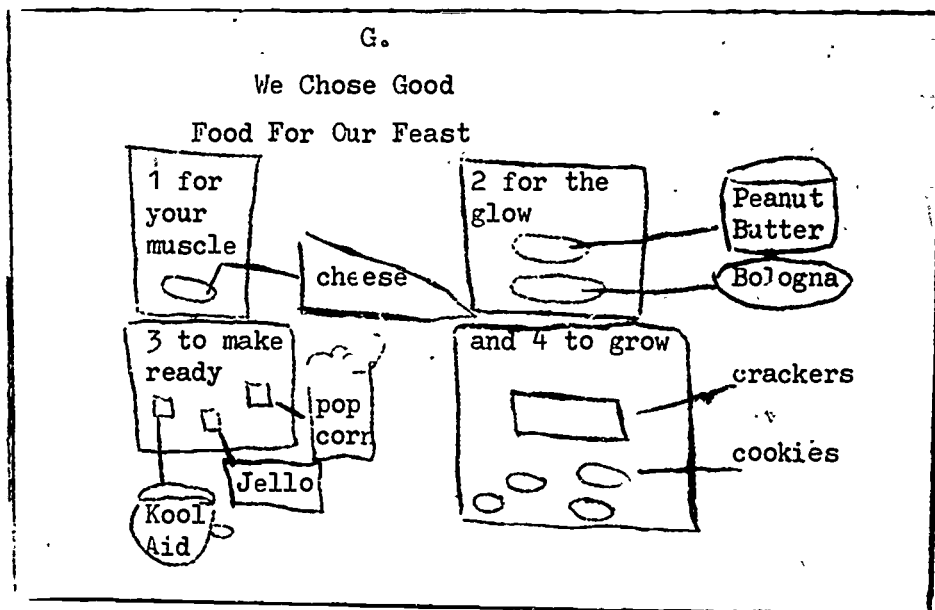 G.
We Chose Good
Food For Our Feast
1 for
your
muscle
cheese
2 for the
glow
Peanut
Butter
Bologna
3 to make
ready
pop
corn
Jello
Kool
Aid
and 4 to grow
crackers
cookies